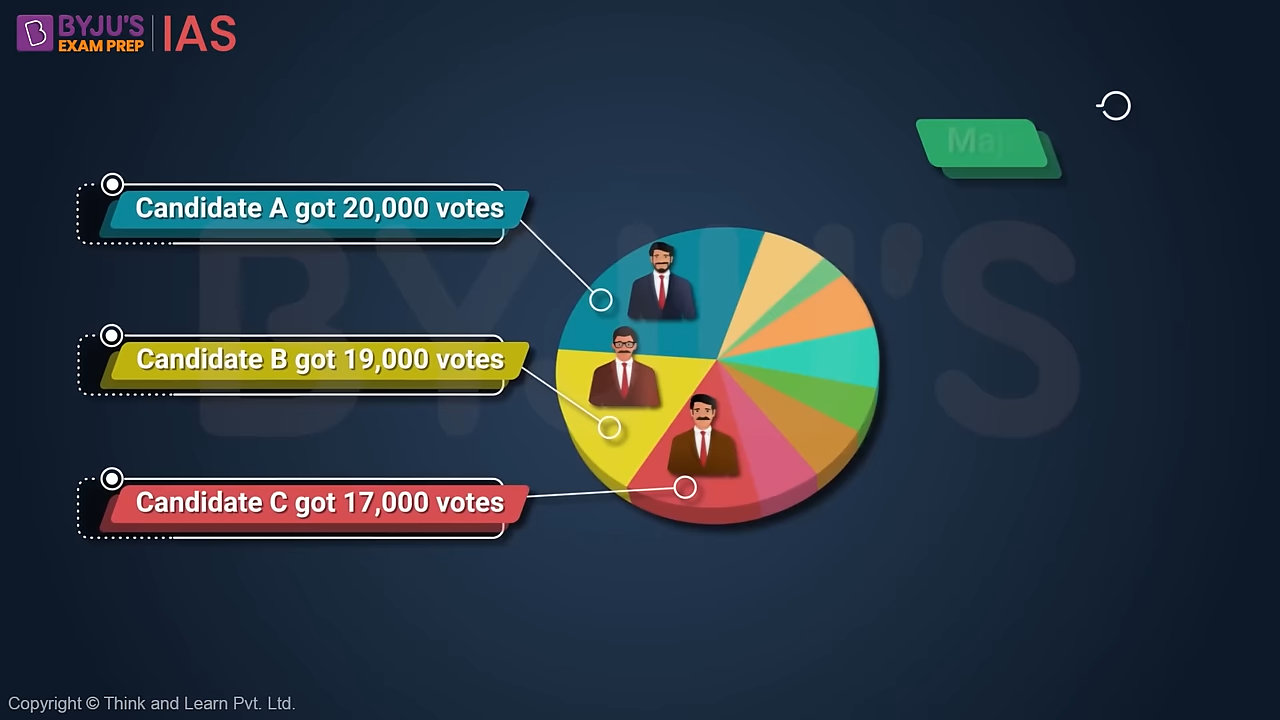 BYJU'S
EXAM PREP
IAS
Candidate A got 20,000 votes
Candidate B got 19,000 votes
Candidate C got 17,000 votes
BYJU'S
Copyright © Think and Learn Pvt. Ltd.